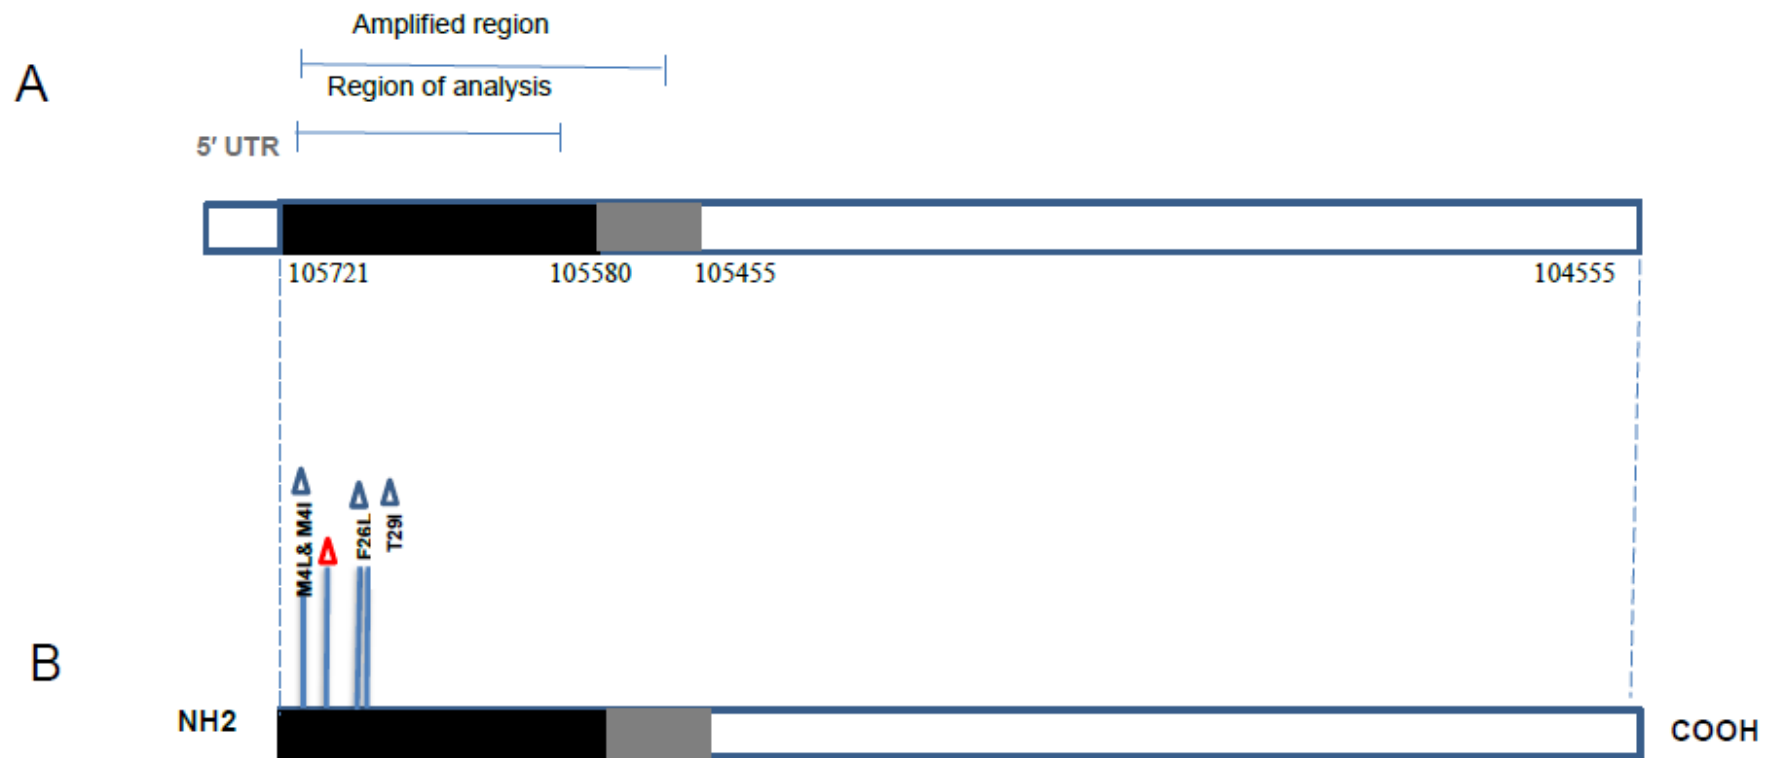 Amplified region
A
Region of analysis
5' UTR
105721 105580 105455 104555
M4L& M4I
F26L
T29I
B
NH2
COOH